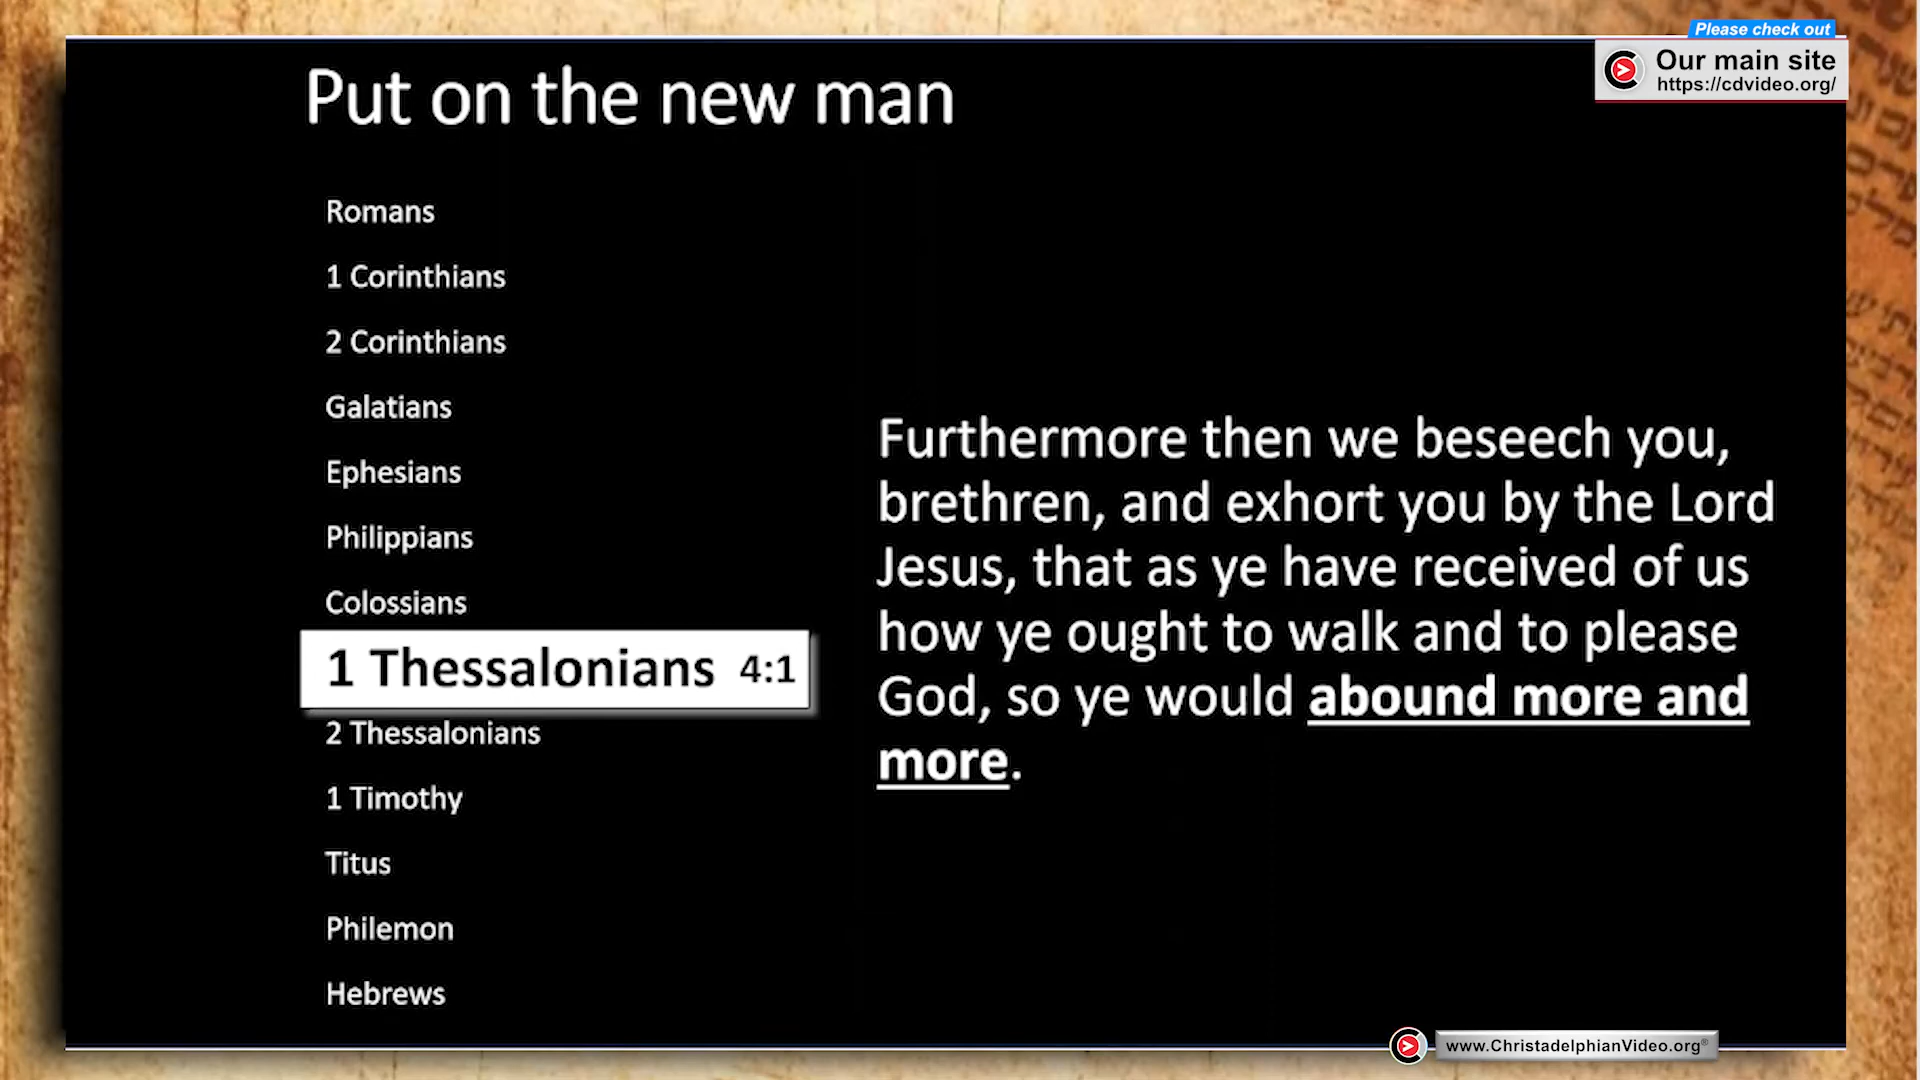 Please check out
Our main site
https://cdvideo.org/
Put on the new man
Romans
1 Corinthians
2 Corinthians
Galatians
Ephesians
Philippians
Colossians
1 Thessalonians 4:1
2 Thessalonians
1 Timothy
Titus
Philemon
Hebrews
Furthermore then we beseech you,
brethren, and exhort you by the Lord
Jesus, that as ye have received of us
how ye ought to walk and to please
God, so ye would abound more and
more.
www.ChristadelphianVideo.org®